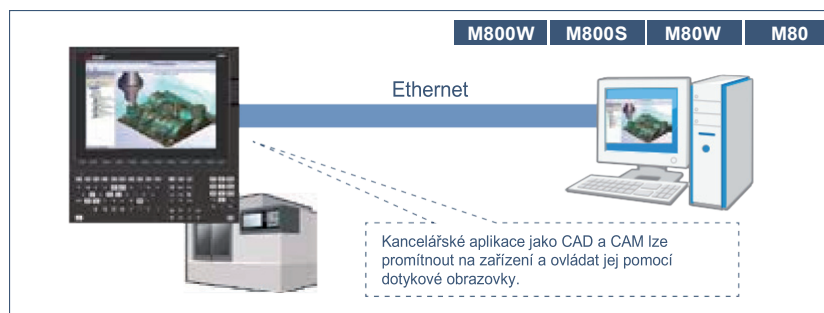 M800W M800S M80W M80
Ethernet
Kancelářské aplikace jako CAD a CAM lze
promítnout na zařízení a ovládat jej pomocí
dotykové obrazovky.